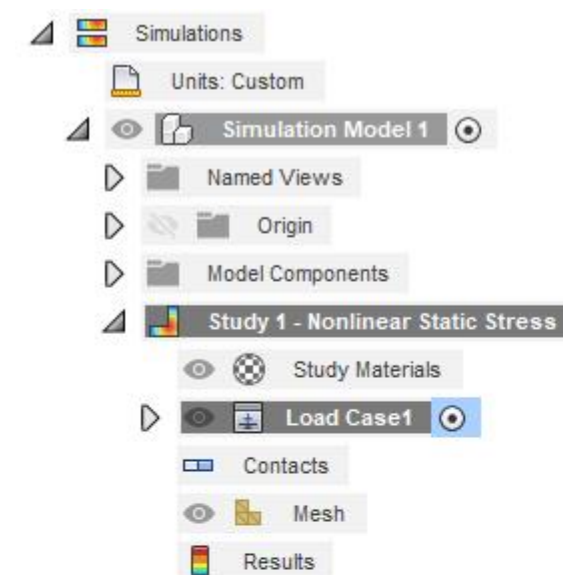 Simulations
Units: Custom
Simulation Model 1
Named Views
Origin
Model Components
Study 1 - Nonlinear Static Stress
Study Materials
Load Case1
Contacts
Mesh
Results